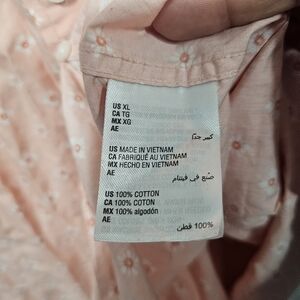 US XL
CA TG
MX XG
AE
كبير جدًا
US MADE IN VIETNAM
CA FABRIQUÉ AU VIETNAM
MX HECHO EN VIETNAM
AE
صنع في فيتنام
US 100% COTTON
CA 100% COTON
MX 100% algodón
AE
100% قطن